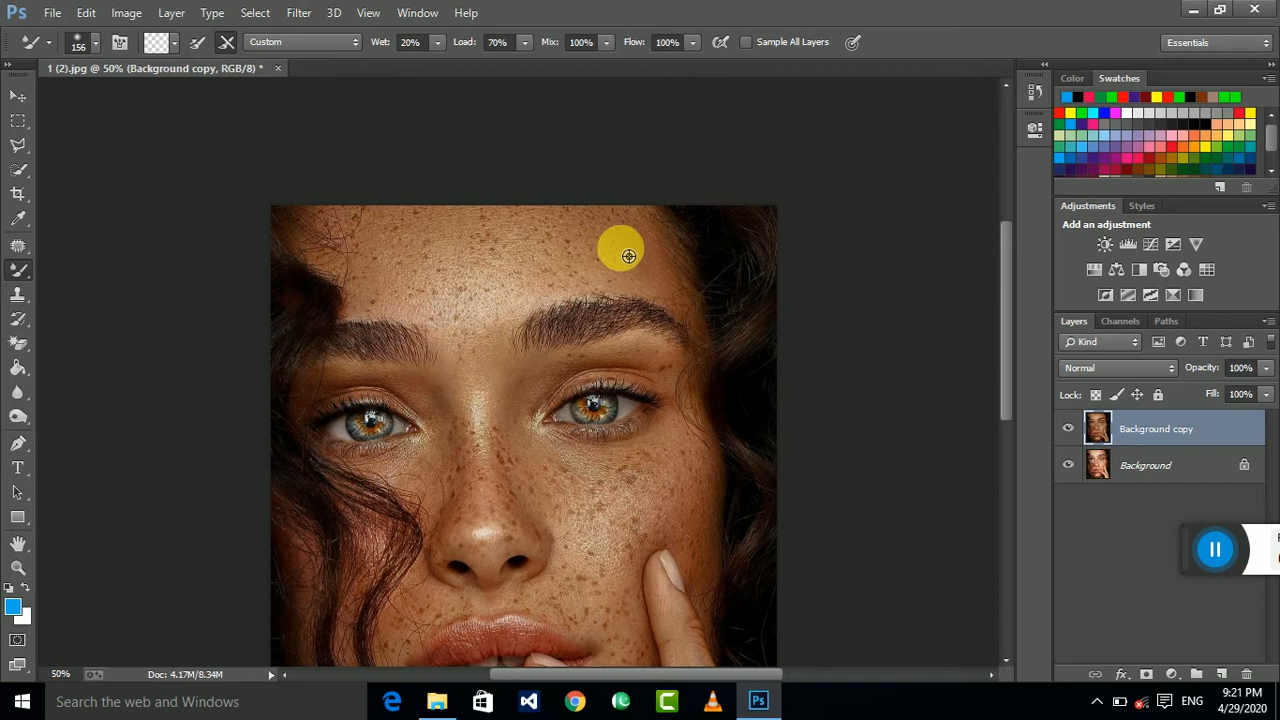 Ps File Edit Image Layer Type Select Filter 3D View Window Help
156 Custom Wet: 20% Load: 70% Mix: 100% Flow: 100% Sample All Layers Essentials
1 (2).jpg @ 50% (Background copy, RGB/8) *
Color Swatches
Adjustments Styles
Add an adjustment
Layers Channels Paths
Kind
Normal Opacity: 100%
Lock: Fill: 100%
Background copy
Background
T
50% Doc: 4.17M/8.34M
Search the Web and Windows
Ps
ENG
9:21 PM
4/29/2020